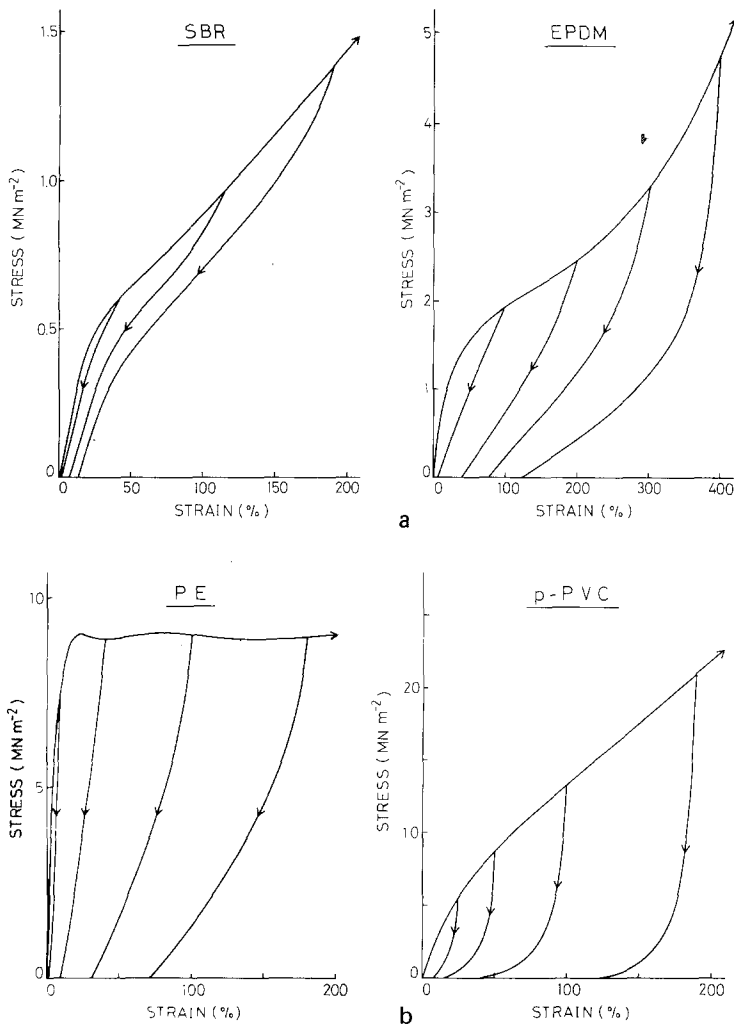 SBR
1.5
1.0
0.5
0
STRESS (MN m⁻²)
0 50 100 150 200
STRAIN (%)
EPDM
5
4
3
2
1
0
STRESS (MN m⁻²)
0 100 200 300 400
STRAIN (%)
a
PE
10
5
0
STRESS (MN m⁻²)
0 100 200
STRAIN (%)
p-PVC
20
10
0
STRESS (MN m⁻²)
0 100 200
STRAIN (%)
b